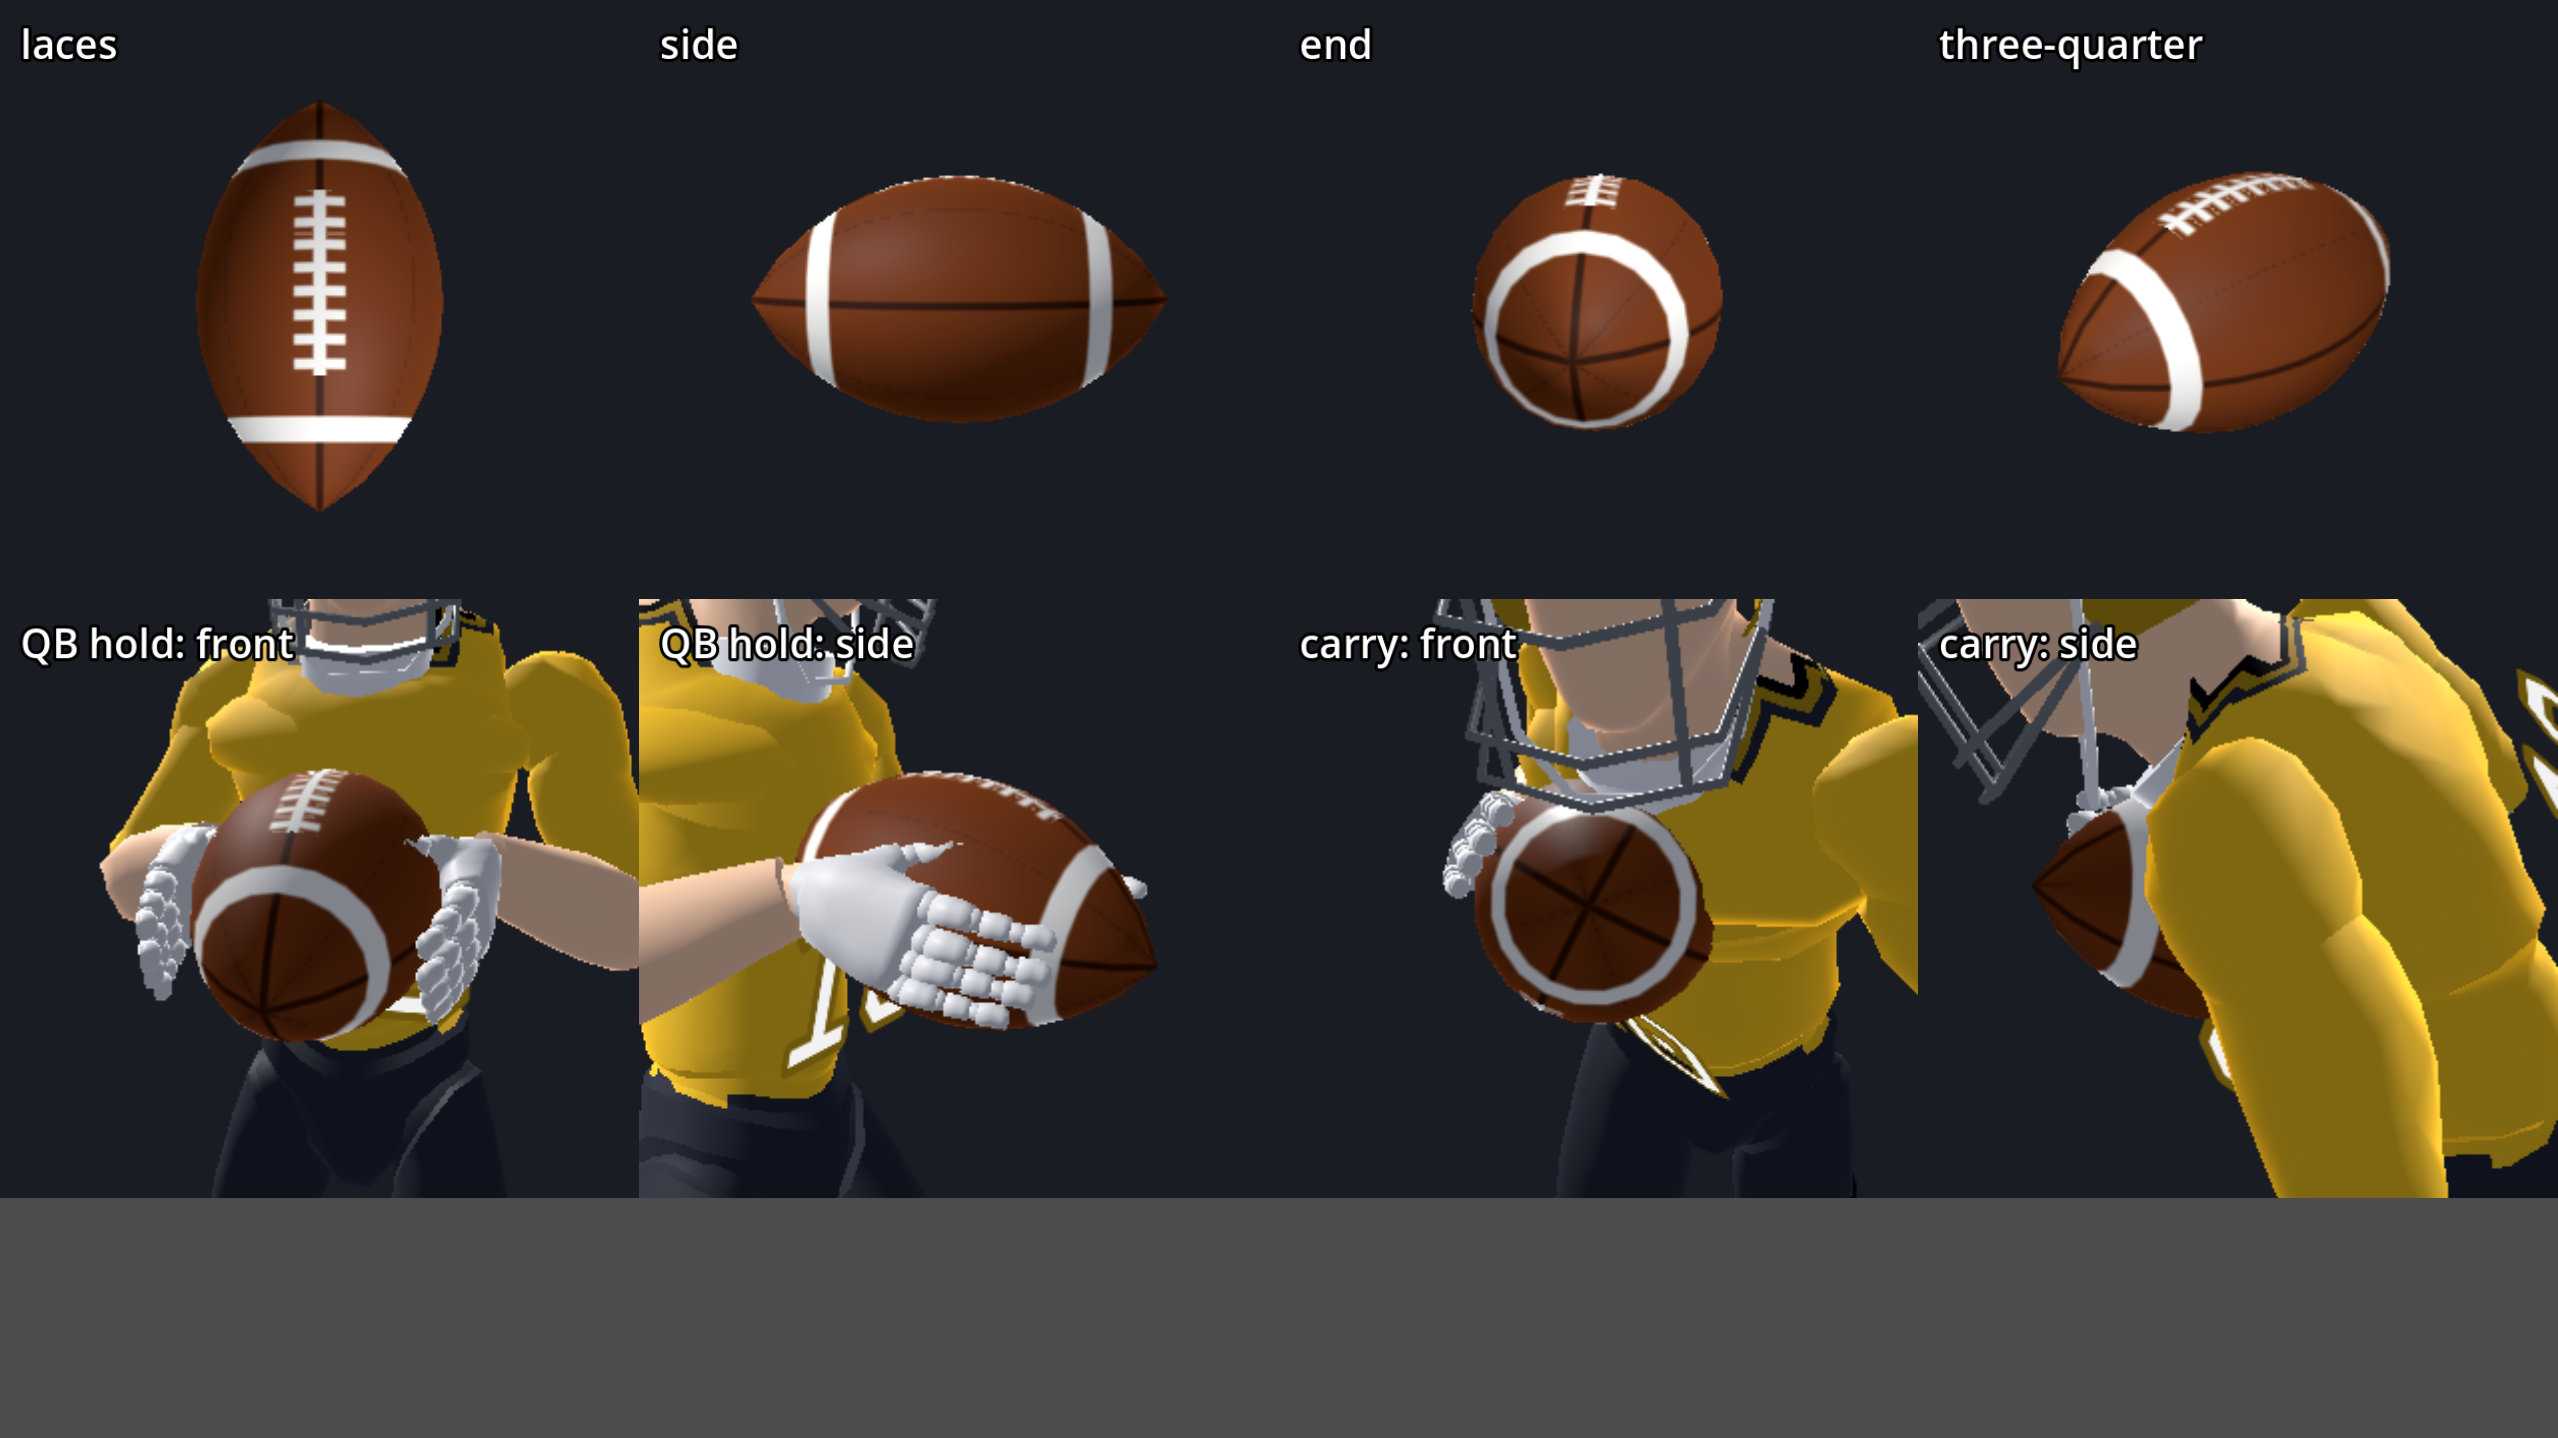 laces
side
end
three-quarter
QB hold: front
QB hold: side
carry: front
carry: side